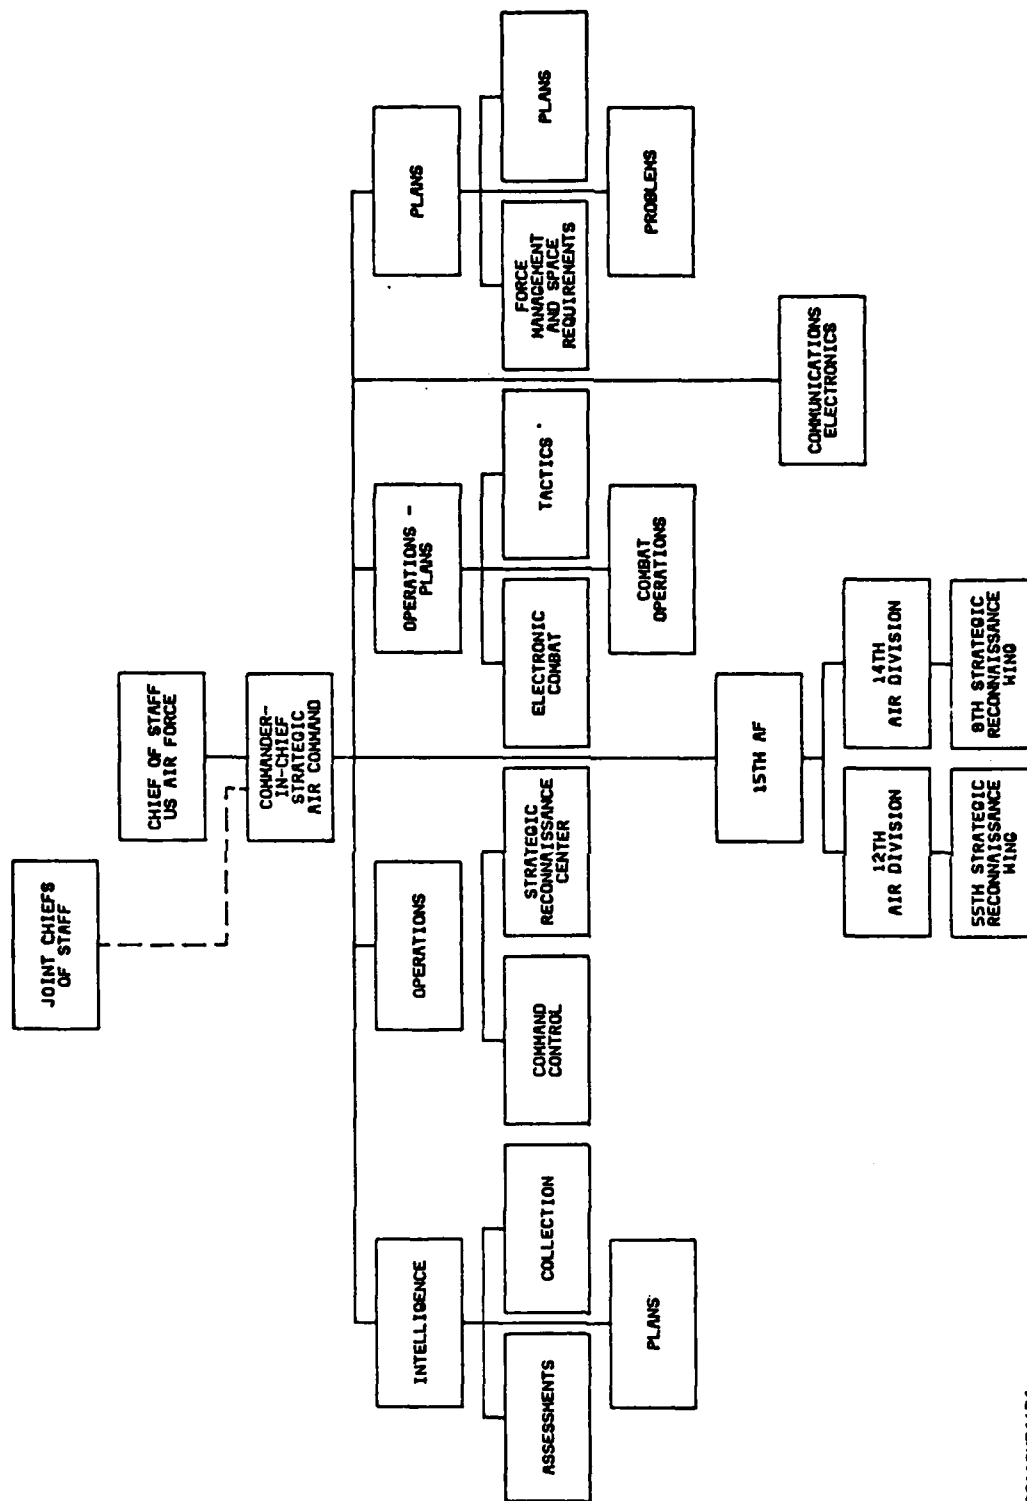 JOINT CHIEFS
OF STAFF
CHIEF OF STAFF
US AIR FORCE
COMMANDER-
IN-CHIEF
STRATEGIC
AIR COMMAND
INTELLIGENCE
OPERATIONS
OPERATIONS -
PLANS
PLANS
ASSESSMENTS
COLLECTION
COMMAND
CONTROL
STRATEGIC
RECONNAISSANCE
CENTER
ELECTRONIC
COMBAT
TACTICS
FORCE
MANAGEMENT
AND SPACE
REQUIREMENTS
PLANS
PLANS
COMBAT
OPERATIONS
PROBLEMS
15TH AF
COMMUNICATIONS
ELECTRONICS
12TH
AIR DIVISION
14TH
AIR DIVISION
55TH STRATEGIC
RECONNAISSANCE
WING
8TH STRATEGIC
RECONNAISSANCE
WING